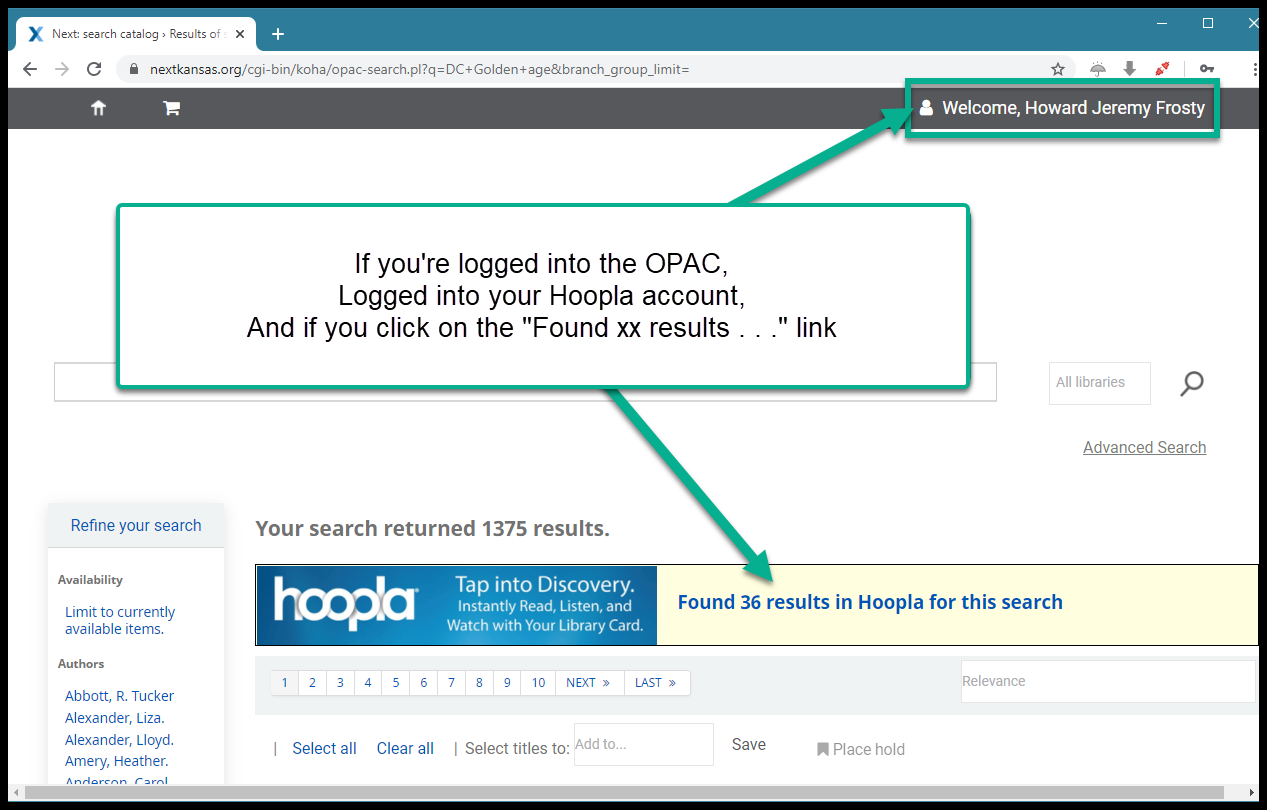 Next: search catalog › Results of s
nextkansas.org/cgi-bin/koha/opac-search.pl?q=DC+Golden+age&branch_group_limit=
Welcome, Howard Jeremy Frosty
If you're logged into the OPAC,
Logged into your Hoopla account,
And if you click on the "Found xx results . . ." link
All libraries
Advanced Search
Refine your search
Your search returned 1375 results.
hoopla
Tap into Discovery.
Instantly Read, Listen, and
Watch with Your Library Card.
Found 36 results in Hoopla for this search
Availability
Limit to currently
available items.
Authors
Abbott, R. Tucker
Alexander, Liza.
Alexander, Lloyd.
Amery, Heather.
Anderson, Carol
1 2 3 4 5 6 7 8 9 10 NEXT » LAST »
Relevance
| Select all Clear all | Select titles to: Add to... Save Place hold